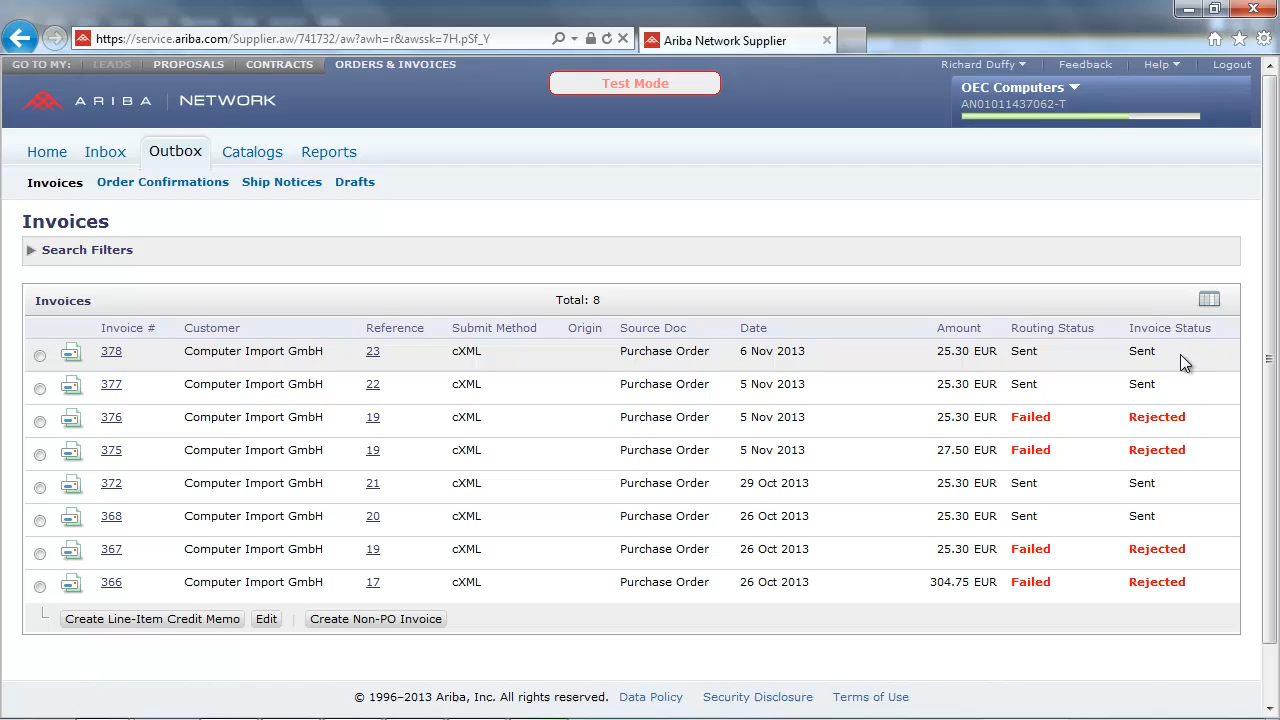 https://service.ariba.com/Supplier.aw/741732/aw?awh=r&awssk=7H.pSf_Y
Ariba Network Supplier
GO TO MY: LEADS PROPOSALS CONTRACTS ORDERS & INVOICES Richard Duffy Feedback Help Logout
Test Mode
ARIBA NETWORK
OEC Computers
AN01011437062-T
Home Inbox Outbox Catalogs Reports
Invoices Order Confirmations Ship Notices Drafts
Invoices
Search Filters
Invoices Total: 8
Invoice # Customer Reference Submit Method Origin Source Doc Date Amount Routing Status Invoice Status
378 Computer Import GmbH 23 cXML Purchase Order 6 Nov 2013 25.30 EUR Sent Sent
377 Computer Import GmbH 22 cXML Purchase Order 5 Nov 2013 25.30 EUR Sent Sent
376 Computer Import GmbH 19 cXML Purchase Order 5 Nov 2013 25.30 EUR Failed Rejected
375 Computer Import GmbH 19 cXML Purchase Order 5 Nov 2013 27.50 EUR Failed Rejected
372 Computer Import GmbH 21 cXML Purchase Order 29 Oct 2013 25.30 EUR Sent Sent
368 Computer Import GmbH 20 cXML Purchase Order 26 Oct 2013 25.30 EUR Sent Sent
367 Computer Import GmbH 19 cXML Purchase Order 26 Oct 2013 25.30 EUR Failed Rejected
366 Computer Import GmbH 17 cXML Purchase Order 26 Oct 2013 304.75 EUR Failed Rejected
Create Line-Item Credit Memo Edit | Create Non-PO Invoice
© 1996–2013 Ariba, Inc. All rights reserved. Data Policy Security Disclosure Terms of Use